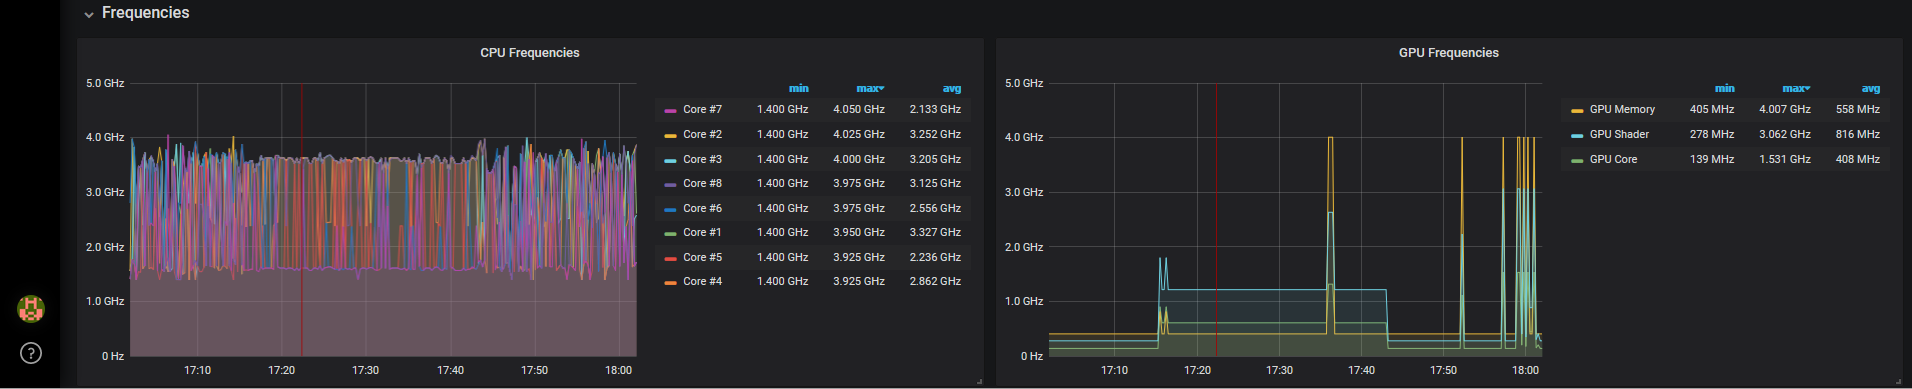 Frequencies
CPU Frequencies
5.0 GHz
4.0 GHz
3.0 GHz
2.0 GHz
1.0 GHz
0 Hz
17:10 17:20 17:30 17:40 17:50 18:00
min max avg
Core #7 1.400 GHz 4.050 GHz 2.133 GHz
Core #2 1.400 GHz 4.025 GHz 3.252 GHz
Core #3 1.400 GHz 4.000 GHz 3.205 GHz
Core #8 1.400 GHz 3.975 GHz 3.125 GHz
Core #6 1.400 GHz 3.975 GHz 2.556 GHz
Core #1 1.400 GHz 3.950 GHz 3.327 GHz
Core #5 1.400 GHz 3.925 GHz 2.236 GHz
Core #4 1.400 GHz 3.925 GHz 2.862 GHz
GPU Frequencies
5.0 GHz
4.0 GHz
3.0 GHz
2.0 GHz
1.0 GHz
0 Hz
17:10 17:20 17:30 17:40 17:50 18:00
min max avg
GPU Memory 405 MHz 4.007 GHz 558 MHz
GPU Shader 278 MHz 3.062 GHz 816 MHz
GPU Core 139 MHz 1.531 GHz 408 MHz
?